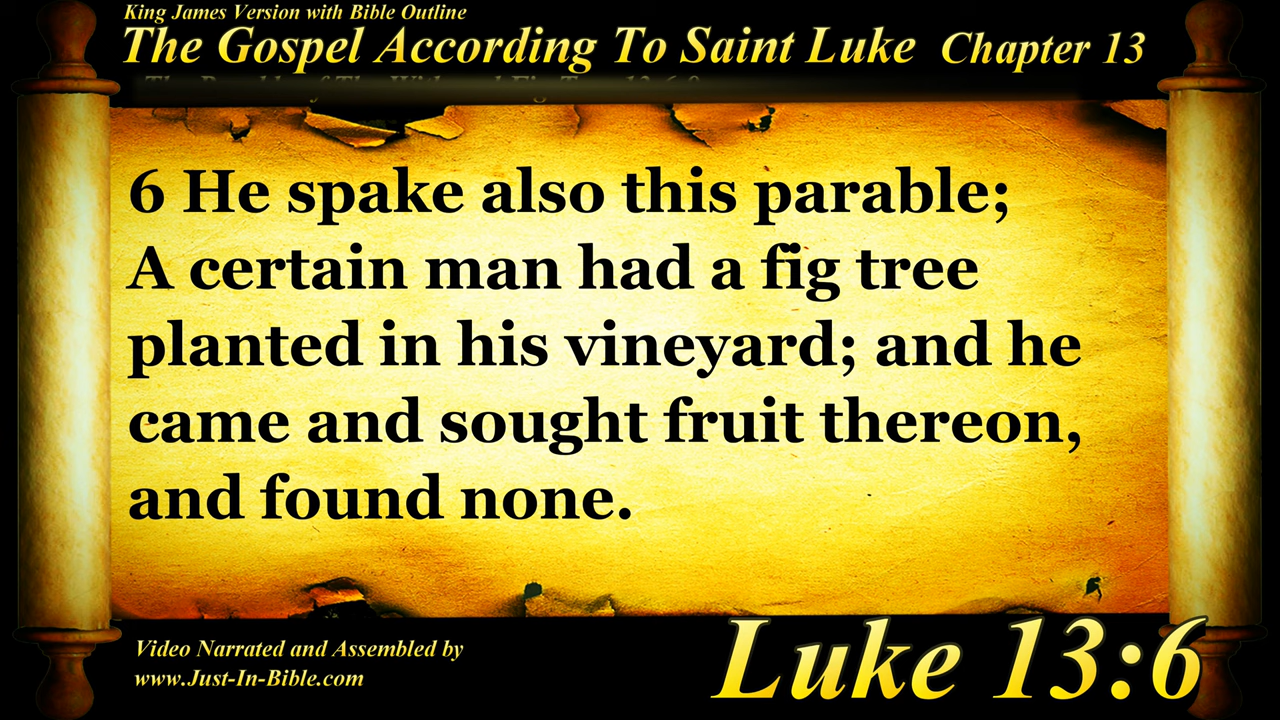 King James Version with Bible Outline
The Gospel According To Saint Luke Chapter 13
6 He spake also this parable;
A certain man had a fig tree
planted in his vineyard; and he
came and sought fruit thereon,
and found none.
Video Narrated and Assembled by
www.Just-In-Bible.com
Luke 13:6